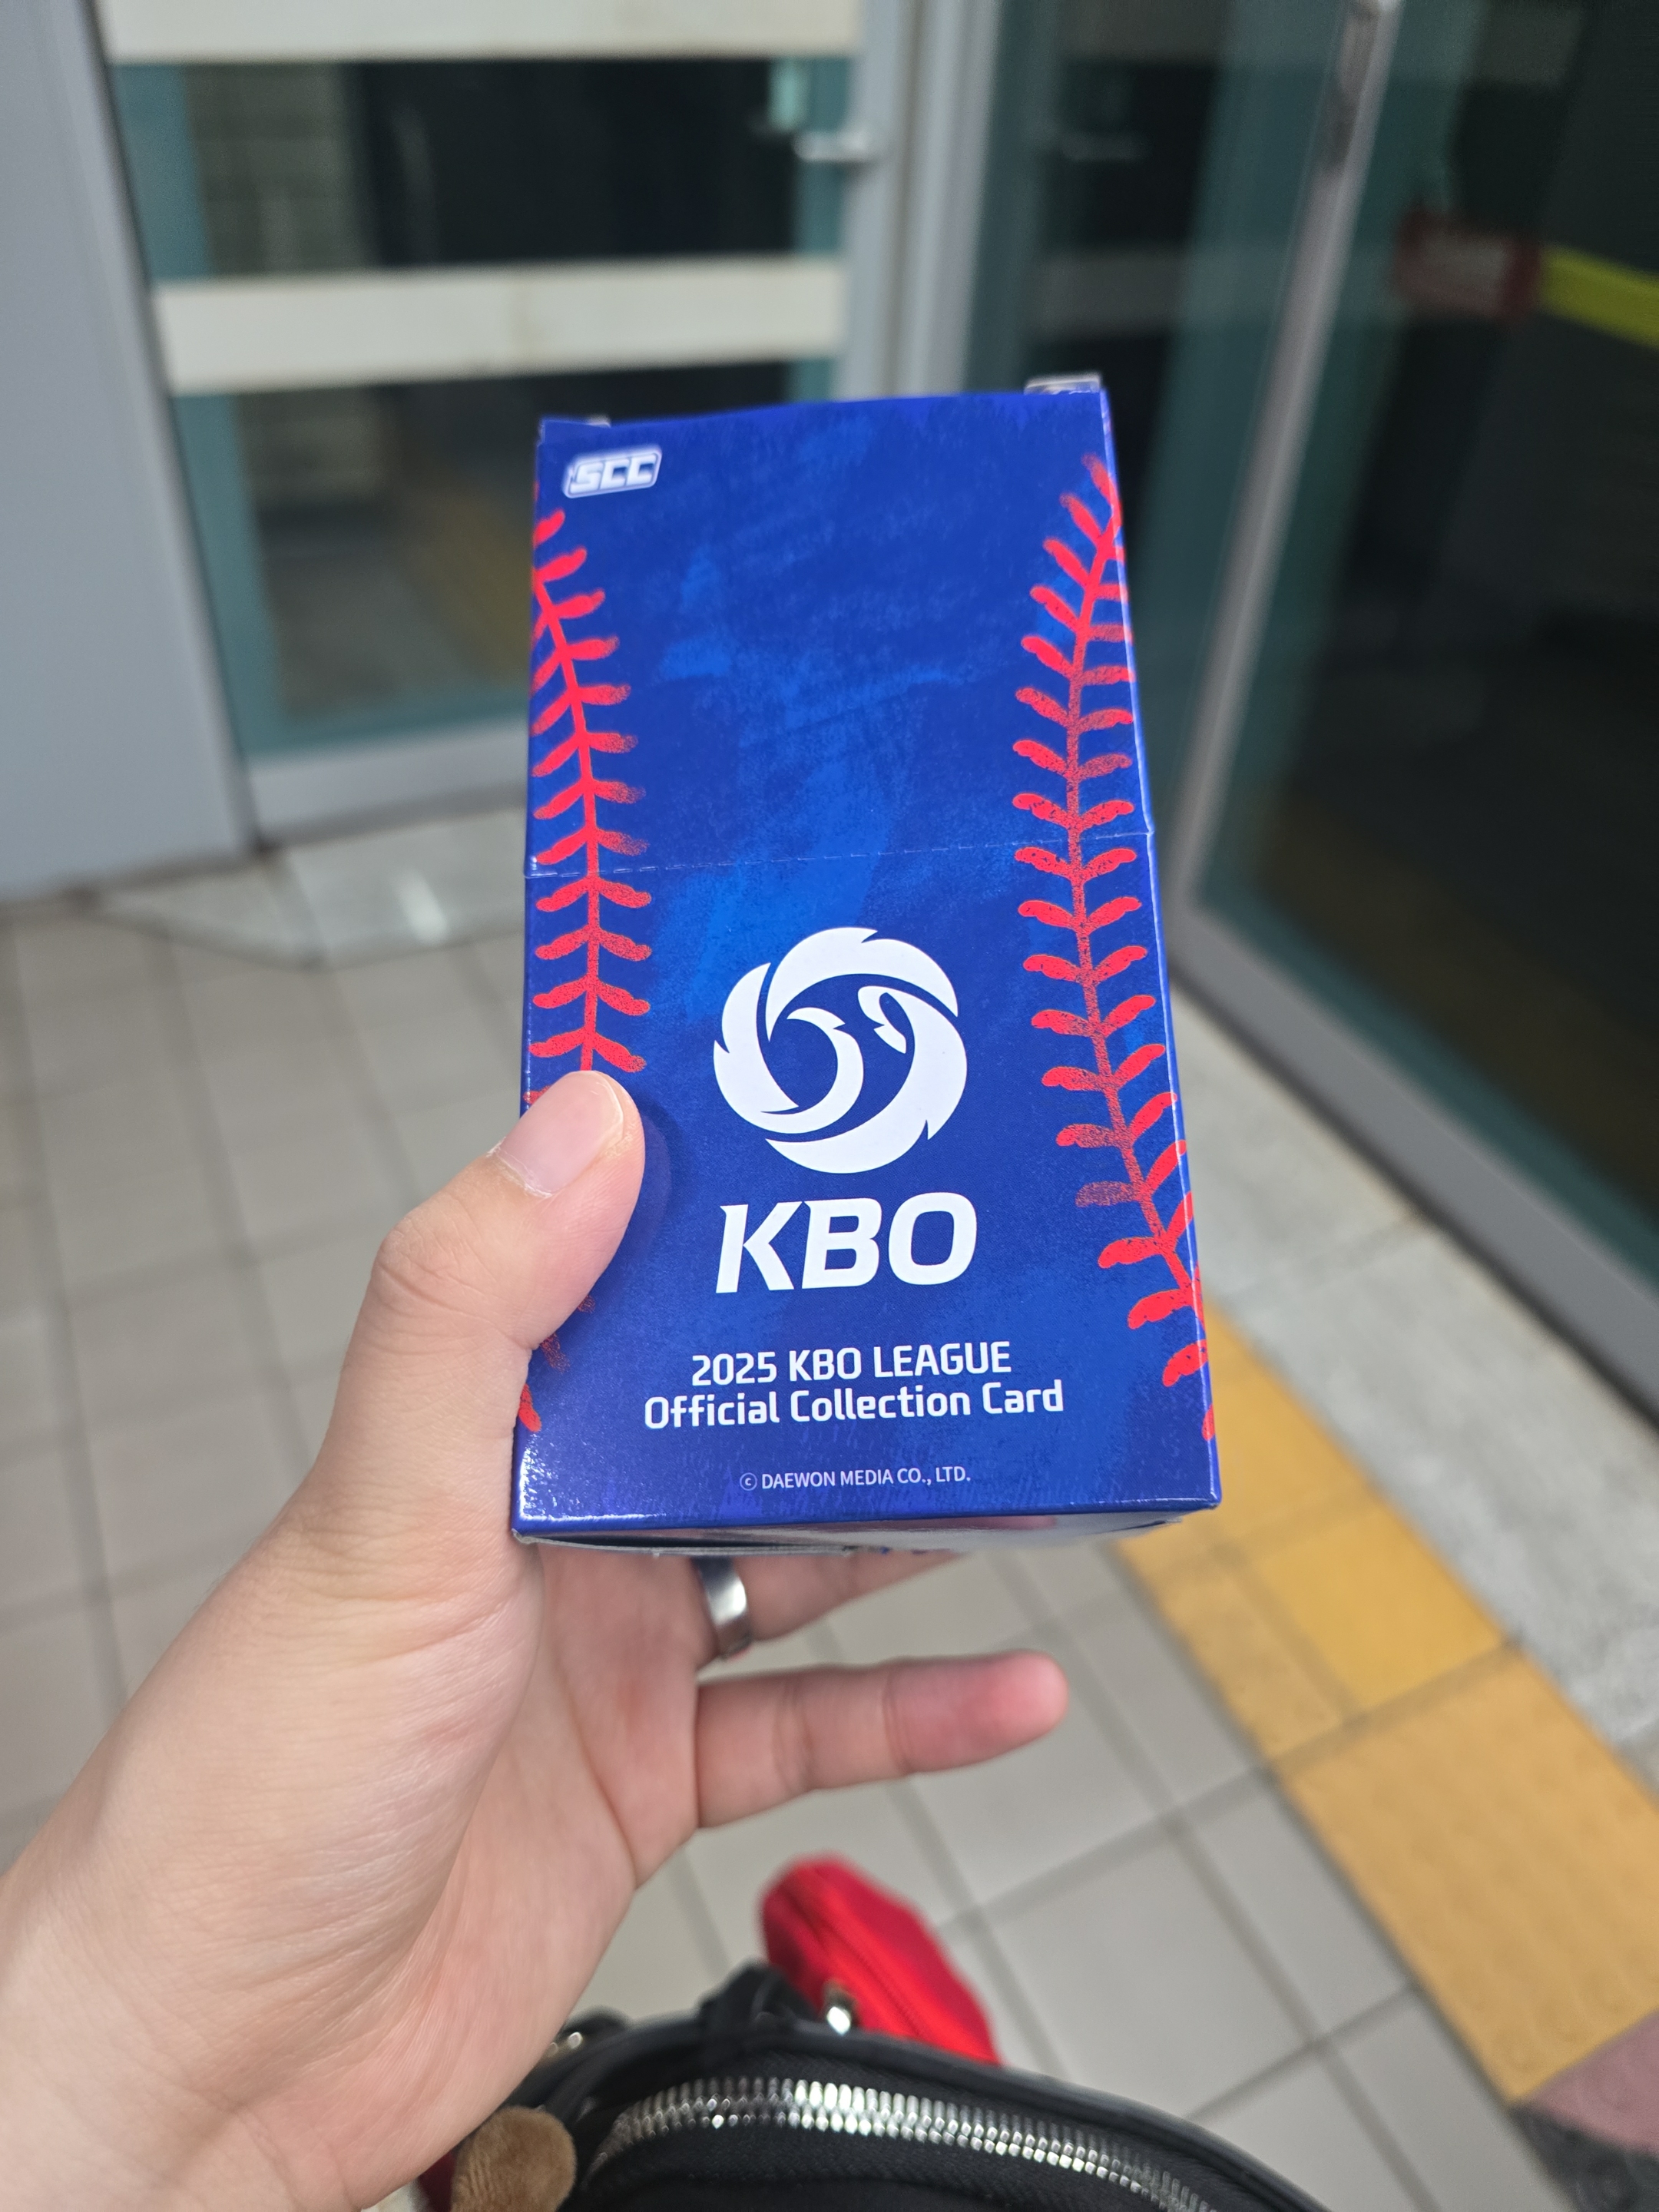 SCC
KBO
2025 KBO LEAGUE
Official Collection Card
© DAEWON MEDIA CO., LTD.